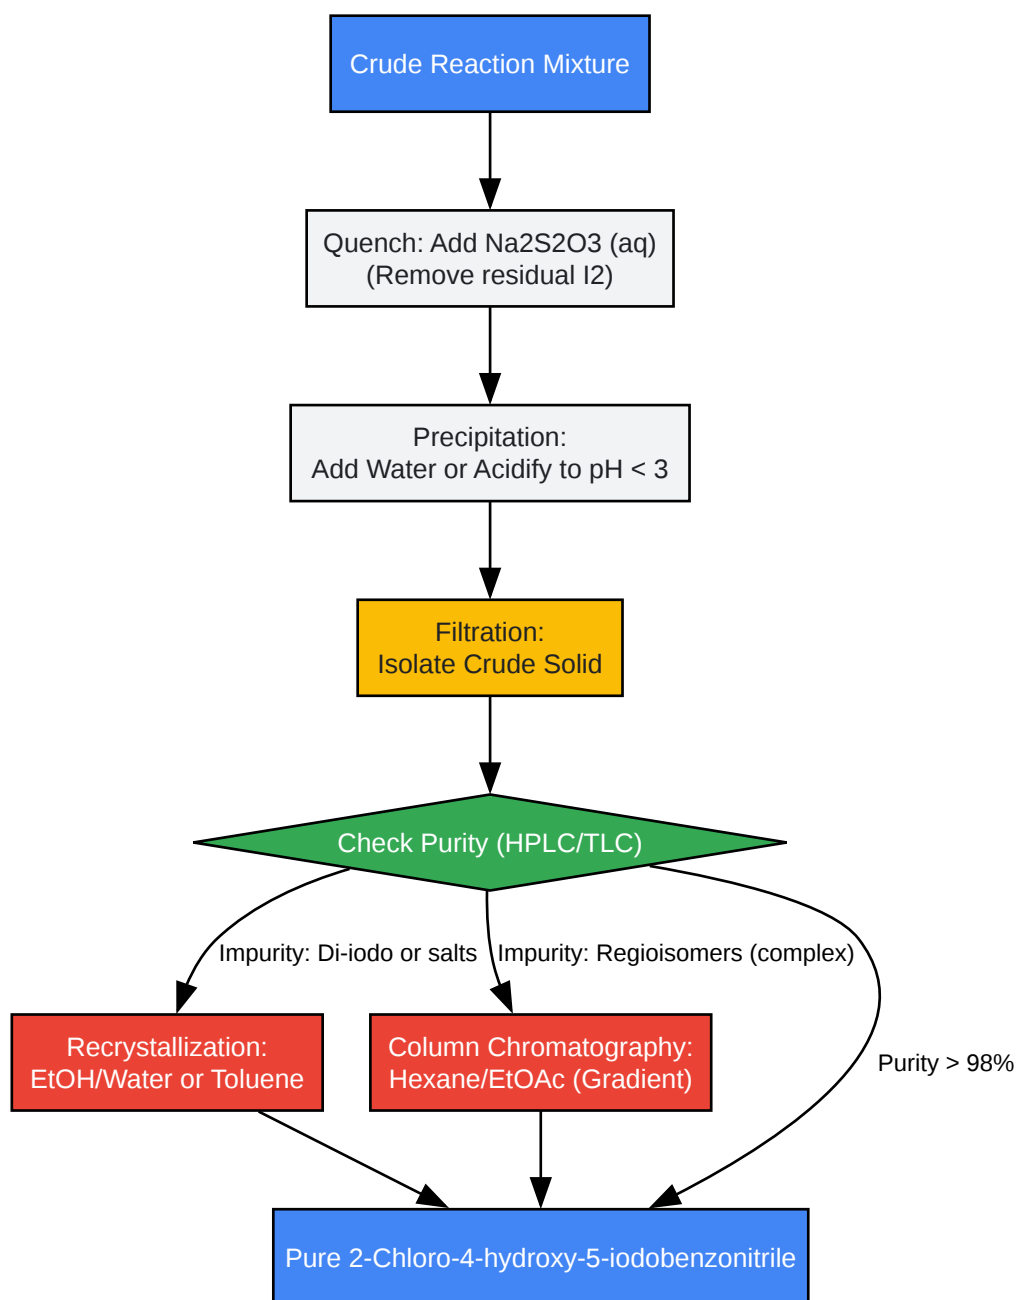 Crude Reaction Mixture
Quench: Add Na2S2O3 (aq)
(Remove residual I2)
Precipitation:
Add Water or Acidify to pH < 3
Filtration:
Isolate Crude Solid
Check Purity (HPLC/TLC)
Impurity: Di-iodo or salts
Impurity: Regioisomers (complex)
Purity > 98%
Recrystallization:
EtOH/Water or Toluene
Column Chromatography:
Hexane/EtOAc (Gradient)
Pure 2-Chloro-4-hydroxy-5-iodobenzonitrile